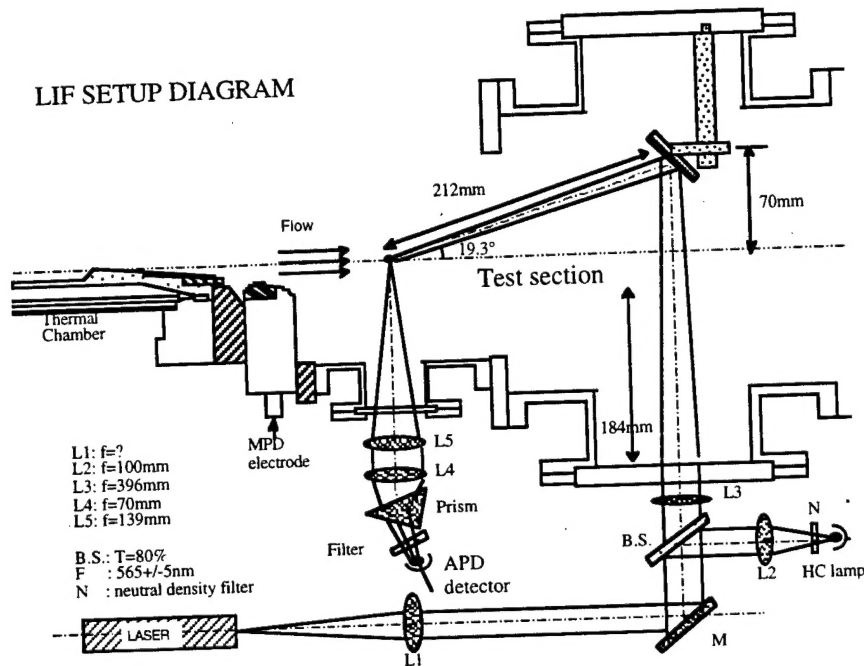 LIF SETUP DIAGRAM
212mm
70mm
Flow
19.3°
Test section
Thermal
Chamber
184mm
MPD
electrode
L5
L4
L3
N
Prism
B.S.
Filter
APD
detector
L2
HC lamp
L1: f=?
L2: f=100mm
L3: f=396mm
L4: f=70mm
L5: f=139mm
B.S.: T=80%
F : 565+/-5nm
N : neutral density filter
LASER
L1
M